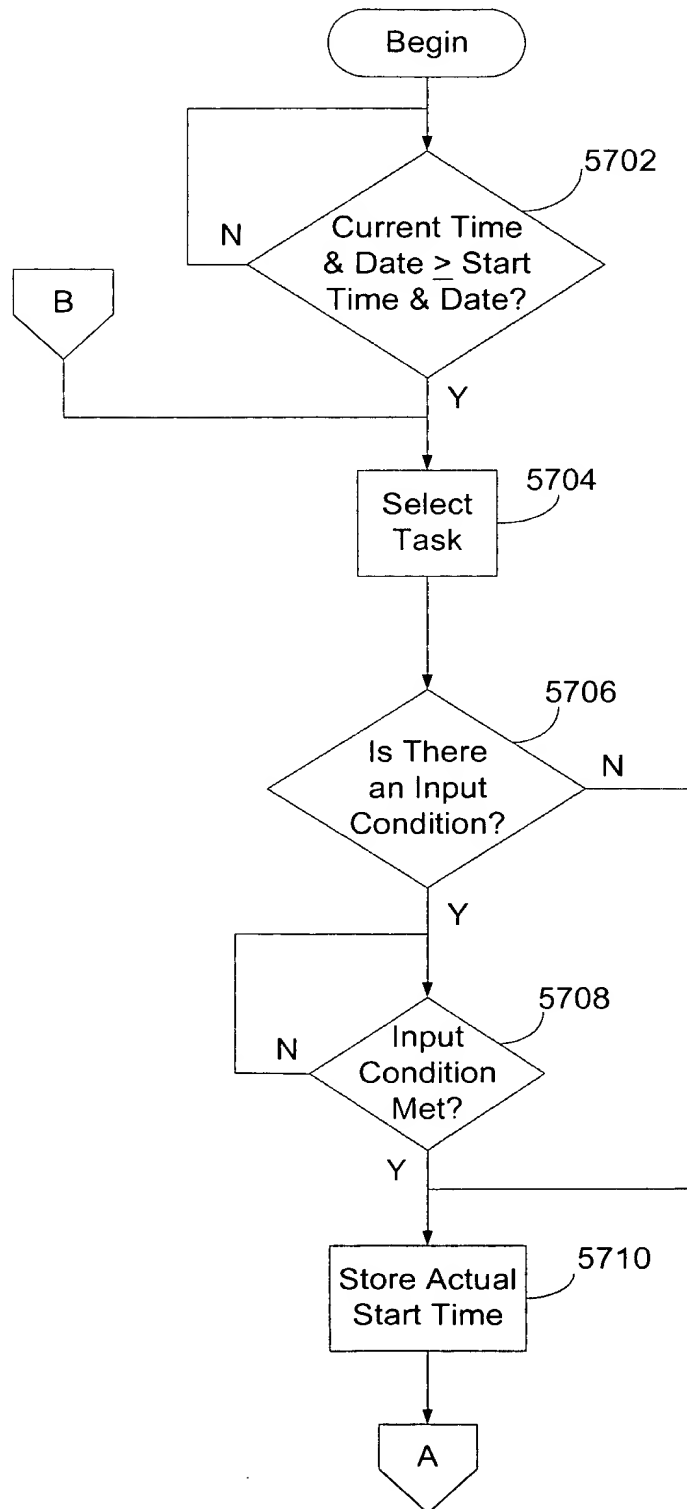 Begin
5702
Current Time
& Date ≥ Start
Time & Date?
N
B
Y
5704
Select
Task
5706
Is There
an Input
Condition?
N
Y
5708
Input
Condition
Met?
N
Y
5710
Store Actual
Start Time
A